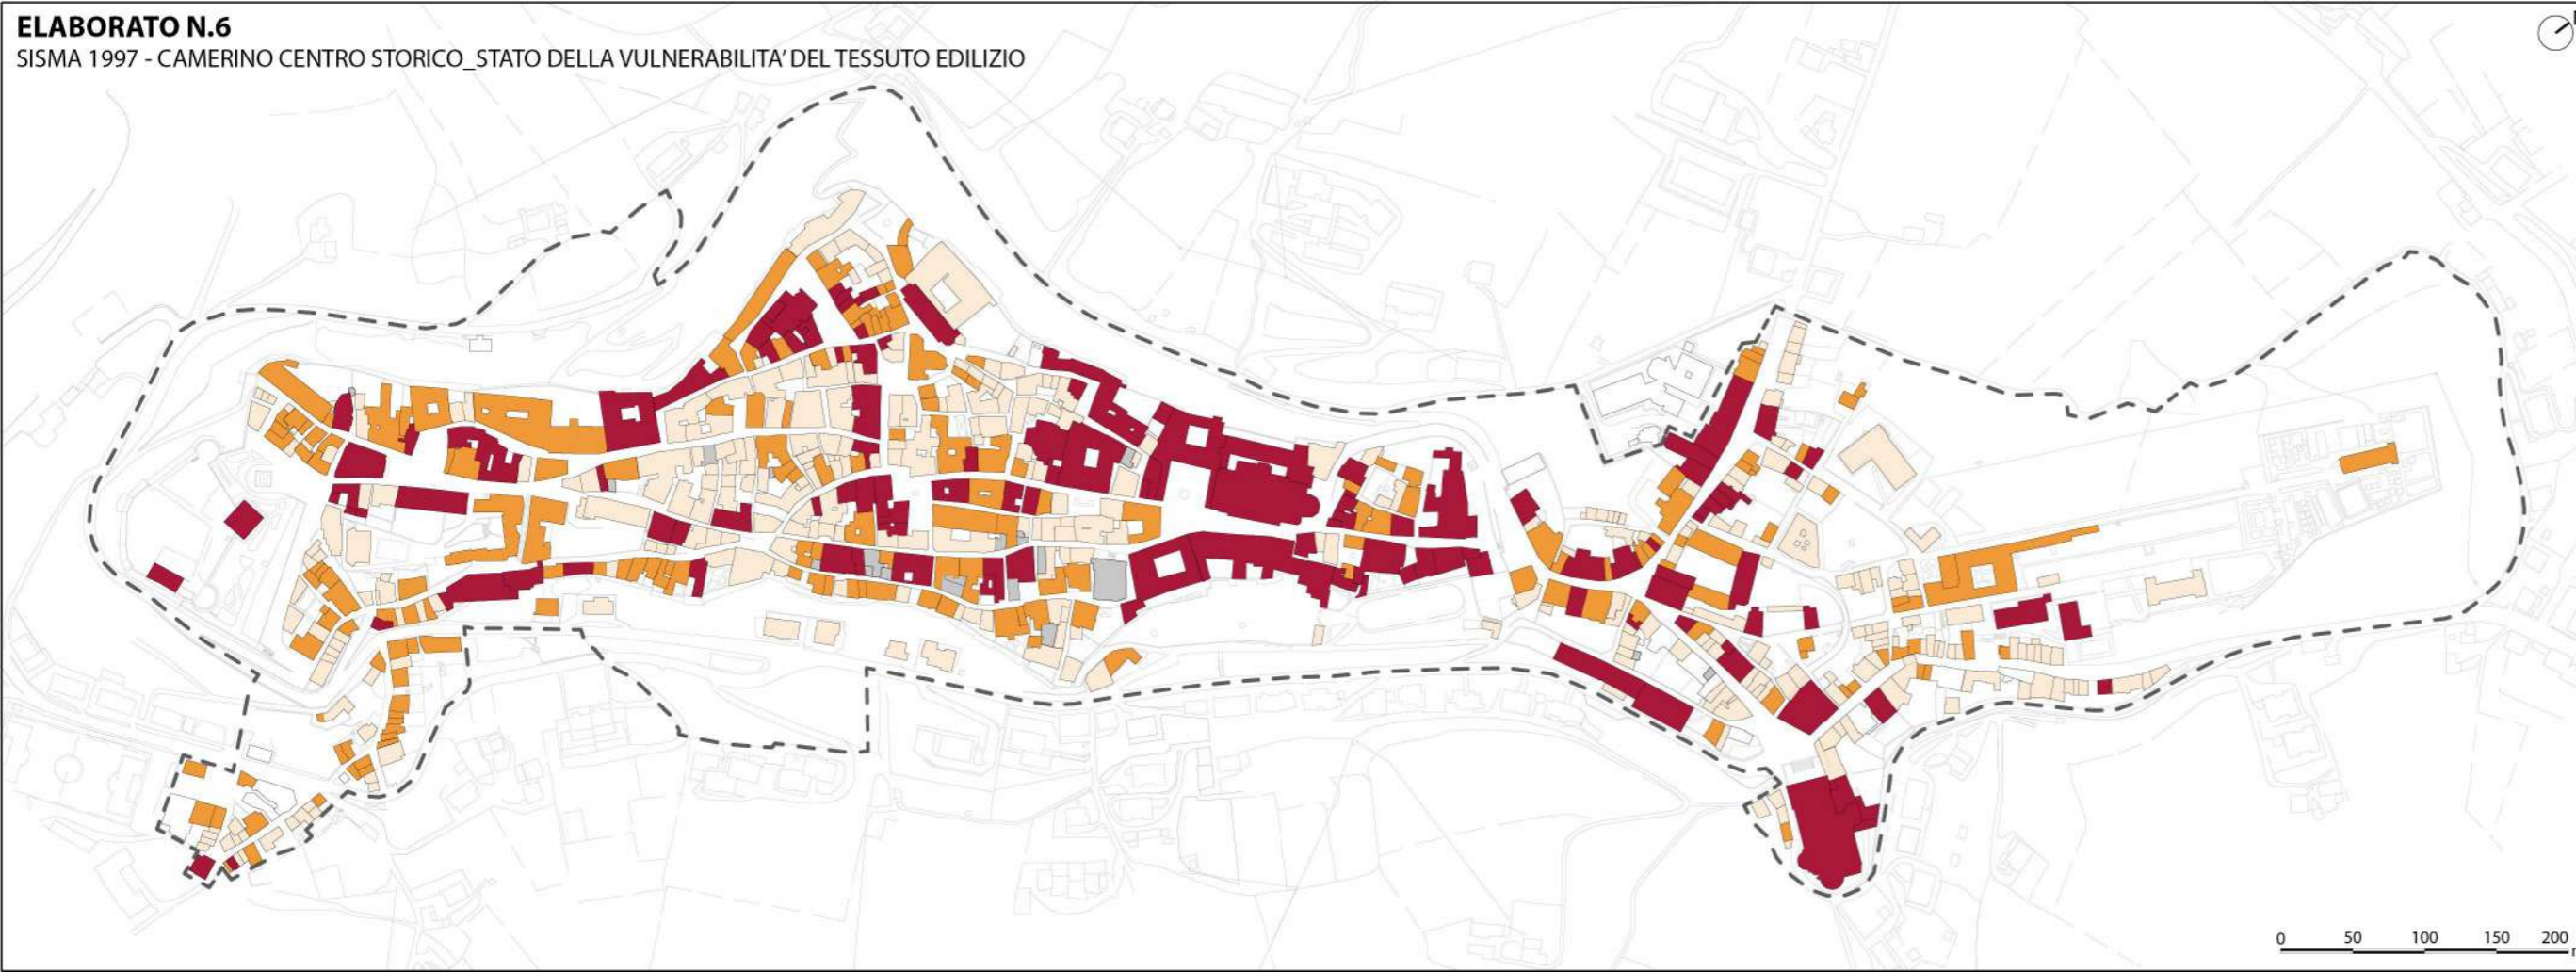 ELABORATO N.6
SISMA 1997 - CAMERINO CENTRO STORICO_STATO DELLA VULNERABILITA' DEL TESSUTO EDILIZIO
0 50 100 150 200